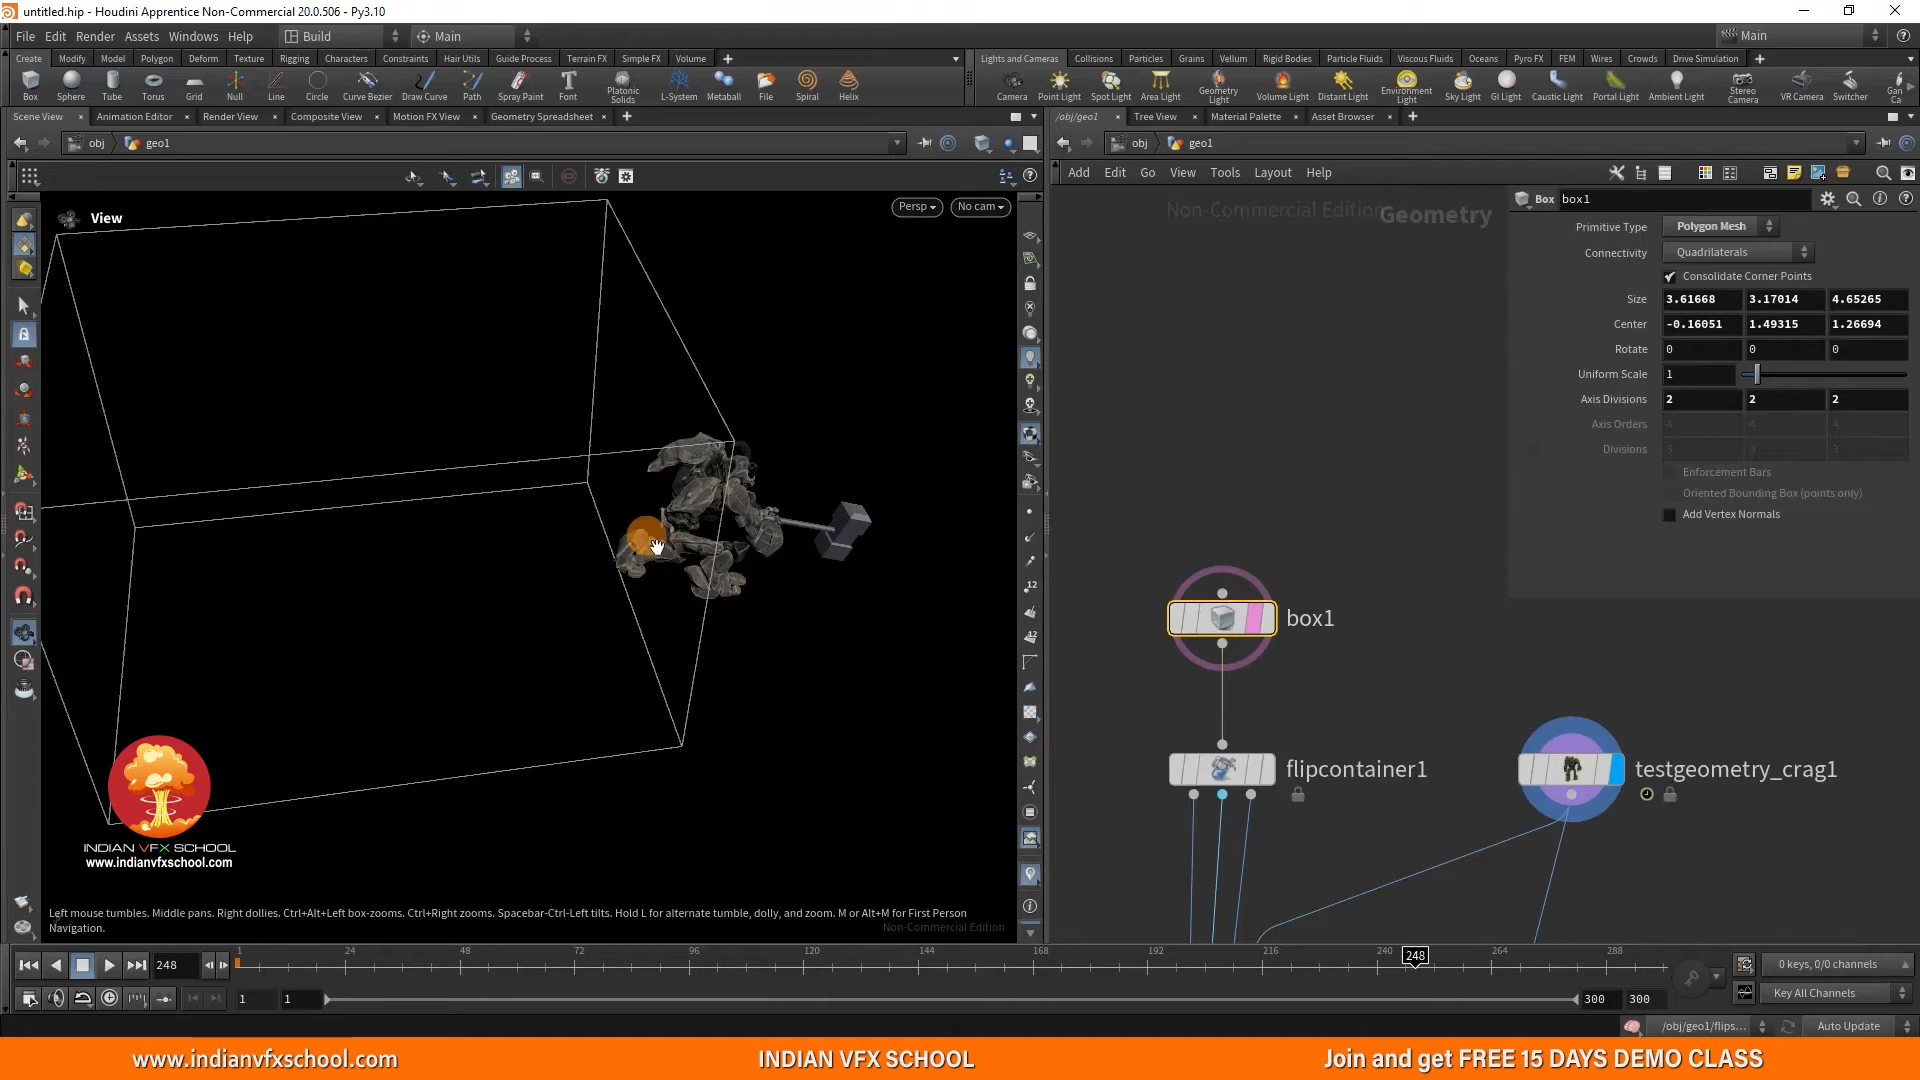 untitled.hip - Houdini Apprentice Non-Commercial 20.0.506 - Py3.10
File Edit Render Assets Windows Help Build Main Main
Create Modify Model Polygon Deform Texture Rigging Characters Constraints Hair Utils Guide Process Terrain FX Simple FX Volume
Lights and Cameras Collisions Particles Grains Vellum Rigid Bodies Particle Fluids Viscous Fluids Oceans Pyro FX FEM Wires Crowds Drive Simulation
Box Sphere Tube Torus Grid Null Line Circle Curve Bezier Draw Curve Path Spray Paint Font Platonic Solids L-System Metaball File Spiral Helix
Camera Point Light Spot Light Area Light Geometry Light Volume Light Distant Light Environment Light Sky Light GI Light Caustic Light Portal Light Ambient Light Stereo Camera VR Camera Switcher Gan Ca
Scene View Animation Editor Render View Composite View Motion FX View Geometry Spreadsheet
/obj/geo1 Tree View Material Palette Asset Browser
obj geo1
obj geo1
Add Edit Go View Tools Layout Help
View
Persp No cam
Non-Commercial Edition
Geometry
Box box1
Primitive Type Polygon Mesh
Connectivity Quadrilaterals
Consolidate Corner Points
Size 3.61668 3.17014 4.65265
Center -0.16051 1.49315 1.26694
Rotate 0 0 0
Uniform Scale 1
Axis Divisions 2 2 2
Axis Orders 4 4 4
Divisions 3 3 3
Enforcement Bars
Oriented Bounding Box (points only)
Add Vertex Normals
12
12
box1
flipcontainer1
testgeometry_crag1
INDIAN VFX SCHOOL
www.indianvfxschool.com
Left mouse tumbles. Middle pans. Right dollies. Ctrl+Alt+Left box-zooms. Ctrl+Right zooms. Spacebar-Ctrl-Left tilts. Hold L for alternate tumble, dolly, and zoom. M or Alt+M for First Person
Navigation.
Non-Commercial Edition
1 24 48 72 96 120 144 168 192 216 240 264 288
248
248
0 keys, 0/0 channels
1 1 300 300
Key All Channels
/obj/geo1/flips... Auto Update
www.indianvfxschool.com INDIAN VFX SCHOOL Join and get FREE 15 DAYS DEMO CLASS